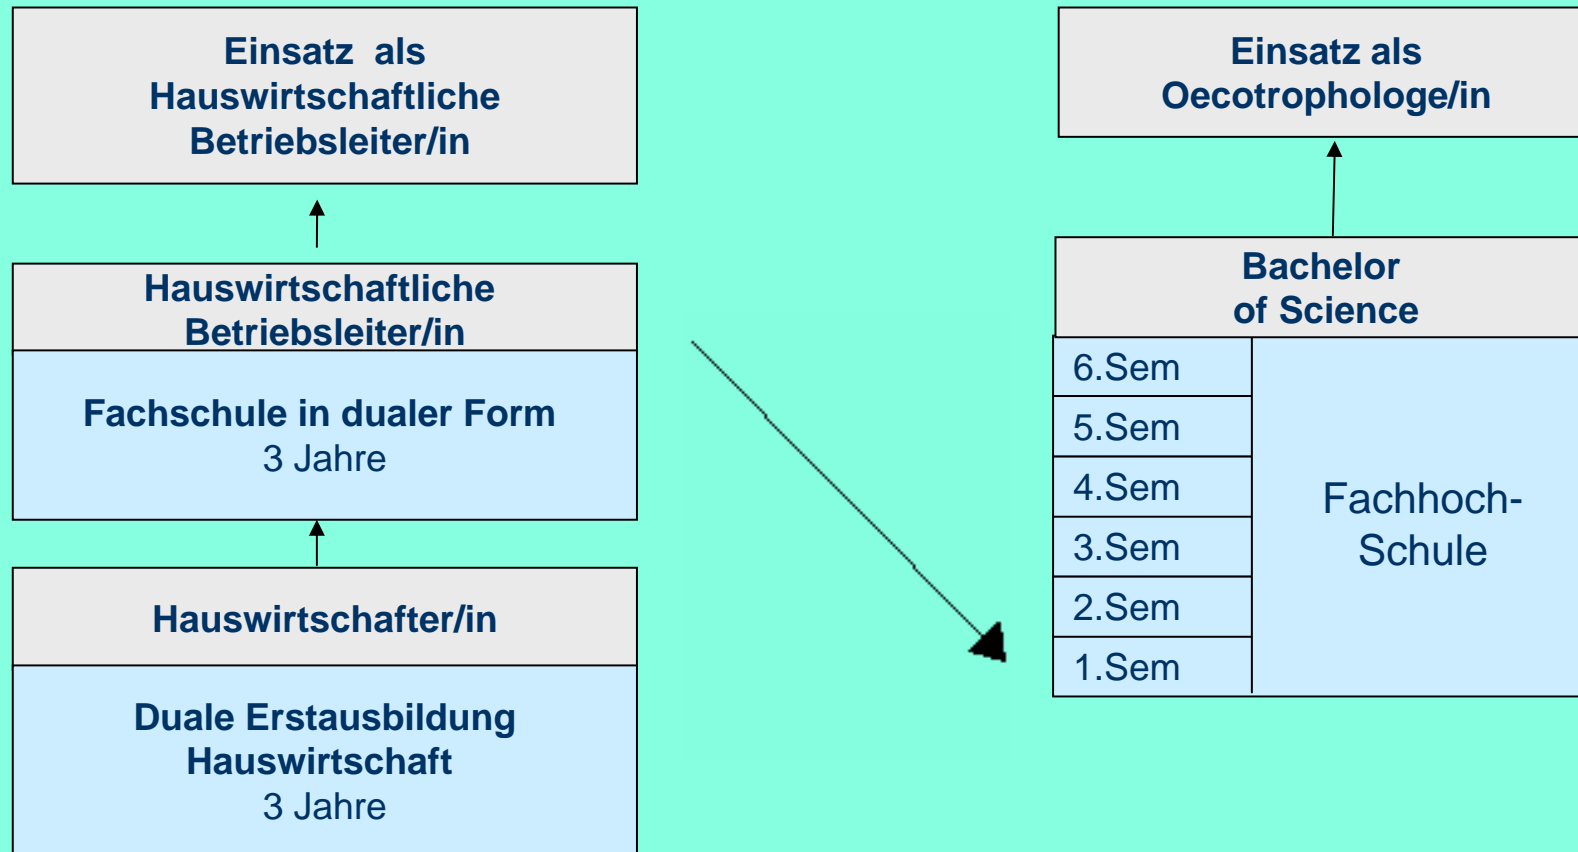 Einsatz als
Hauswirtschaftliche
Betriebsleiter/in
Hauswirtschaftliche
Betriebsleiter/in
Fachschule in dualer Form
3 Jahre
Hauswirtschafter/in
Duale Erstausbildung
Hauswirtschaft
3 Jahre
Einsatz als
Oecotrophologe/in
Bachelor
of Science
6.Sem
5.Sem
4.Sem
3.Sem
2.Sem
1.Sem
Fachhoch-
Schule